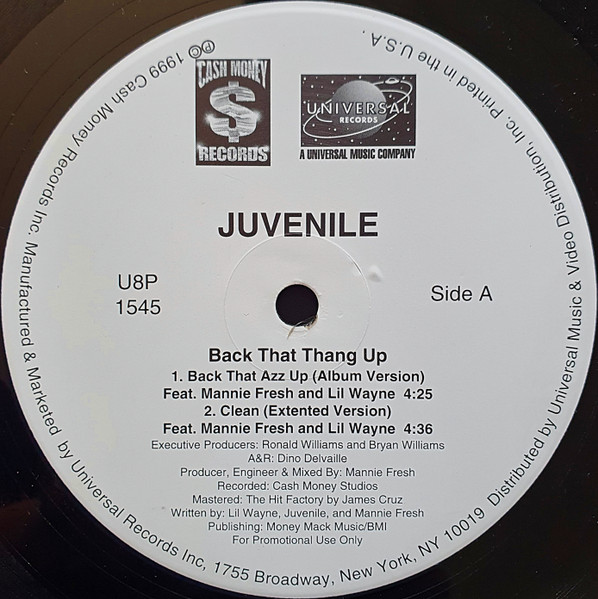 CASH MONEY
$
RECORDS
UNIVERSAL
RECORDS
A UNIVERSAL MUSIC COMPANY
JUVENILE
U8P
1545
Side A
Back That Thang Up
1. Back That Azz Up (Album Version)
Feat. Mannie Fresh and Lil Wayne 4:25
2. Clean (Extented Version)
Feat. Mannie Fresh and Lil Wayne 4:36
Executive Producers: Ronald Williams and Bryan Williams
A&R: Dino Delvaille
Producer, Engineer & Mixed By: Mannie Fresh
Recorded: Cash Money Studios
Mastered: The Hit Factory by James Cruz
Written by: Lil Wayne, Juvenile, and Mannie Fresh
Publishing: Money Mack Music/BMI
For Promotional Use Only
℗© 1999 Cash Money Records Inc. Manufactured & Marketed by Universal Records Inc, 1755 Broadway, New York, NY 10019 Distributed by Universal Music & Video Distribution, Inc. Printed in the U.S.A.